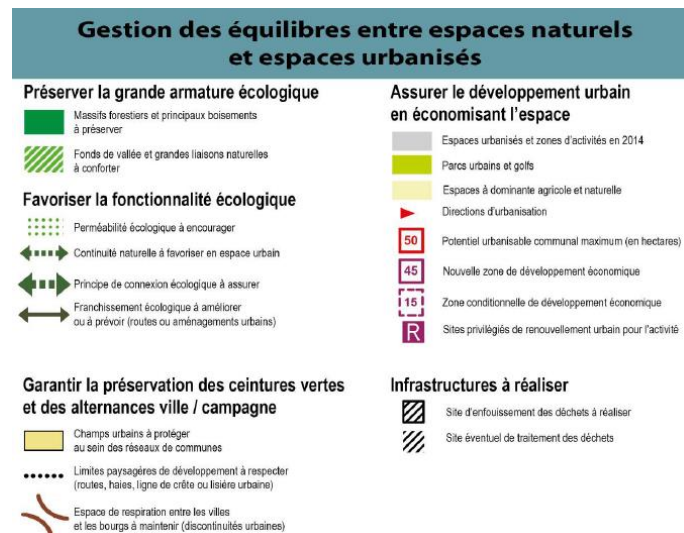 Gestion des équilibres entre espaces naturels
et espaces urbanisés
Préserver la grande armature écologique
Massifs forestiers et principaux boisements
à préserver
Fonds de vallée et grandes liaisons naturelles
à conforter
Favoriser la fonctionnalité écologique
Perméabilité écologique à encourager
Continuité naturelle à favoriser en espace urbain
Principe de connexion écologique à assurer
Franchissement écologique à améliorer
ou à prévoir (routes ou aménagements urbains)
Garantir la préservation des ceintures vertes
et des alternances ville / campagne
Champs urbains à protéger
au sein des réseaux de communes
Limites paysagères de développement à respecter
(routes, haies, ligne de crête ou lisière urbaine)
Espace de respiration entre les villes
et les bourgs à maintenir (discontinuités urbaines)
Assurer le développement urbain
en économisant l'espace
Espaces urbanisés et zones d'activités en 2014
Parcs urbains et golfs
Espaces à dominante agricole et naturelle
Directions d'urbanisation
50 Potentiel urbanisable communal maximum (en hectares)
45 Nouvelle zone de développement économique
15 Zone conditionnelle de développement économique
R Sites privilégiés de renouvellement urbain pour l'activité
Infrastructures à réaliser
Site d'enfouissement des déchets à réaliser
Site éventuel de traitement des déchets